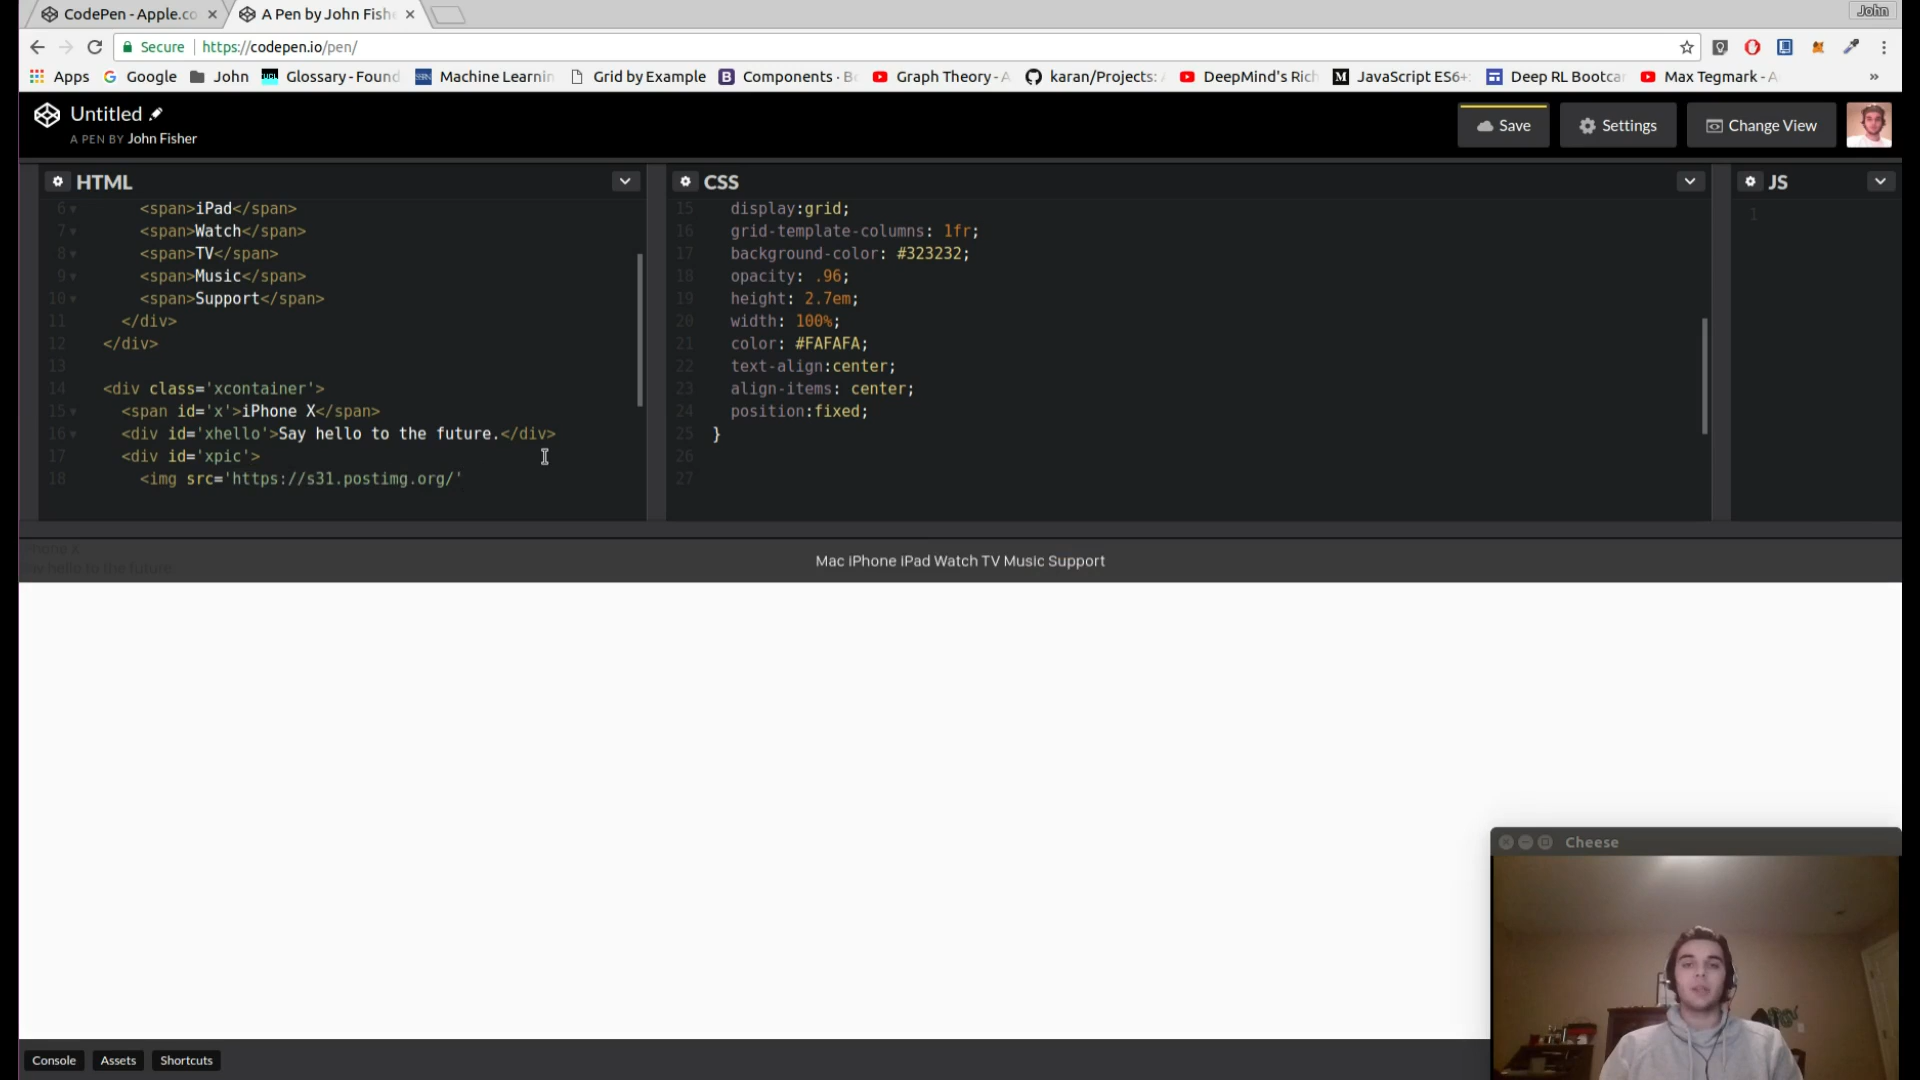 CodePen - Apple.co
A Pen by John Fishe
John
Secure
https://codepen.io/pen/
Apps
Google
John
Glossary - Found
Machine Learnin
Grid by Example
Components · Bo
Graph Theory - A
karan/Projects:
DeepMind's Rich
JavaScript ES6+:
Deep RL Bootca
Max Tegmark - A
»
Untitled
A PEN BY John Fisher
Save
Settings
Change View
HTML
6 <span>iPad</span>
7 <span>Watch</span>
8 <span>TV</span>
9 <span>Music</span>
10 <span>Support</span>
11 </div>
12 </div>
13
14 <div class='xcontainer'>
15 <span id='x'>iPhone X</span>
16 <div id='xhello'>Say hello to the future.</div>
17 <div id='xpic'>
18 <img src='https://s31.postimg.org/'
CSS
15 display:grid;
16 grid-template-columns: 1fr;
17 background-color: #323232;
18 opacity: .96;
19 height: 2.7em;
20 width: 100%;
21 color: #FAFAFA;
22 text-align:center;
23 align-items: center;
24 position:fixed;
25 }
26
27
JS
1
Mac iPhone iPad Watch TV Music Support
hone X
hello to the future
Cheese
Console
Assets
Shortcuts